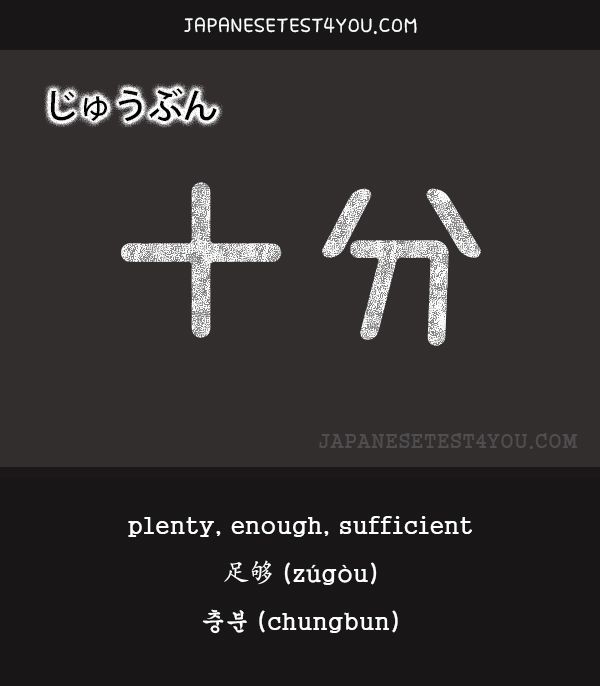 JAPANESETEST4YOU.COM
じゅうぶん
十分
JAPANESETEST4YOU.COM
plenty, enough, sufficient
足够 (zúgòu)
충분 (chungbun)